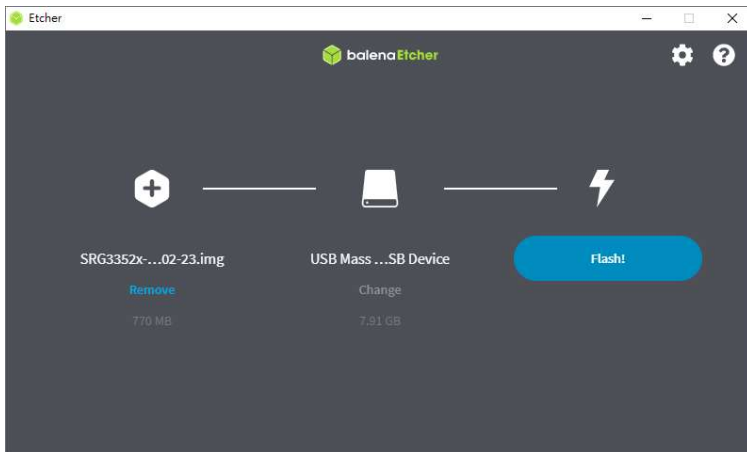 Etcher
balenaEtcher
SRG3352x-...02-23.img
USB Mass ...SB Device
Flash!
Remove
Change
770 MB
7.91 GB